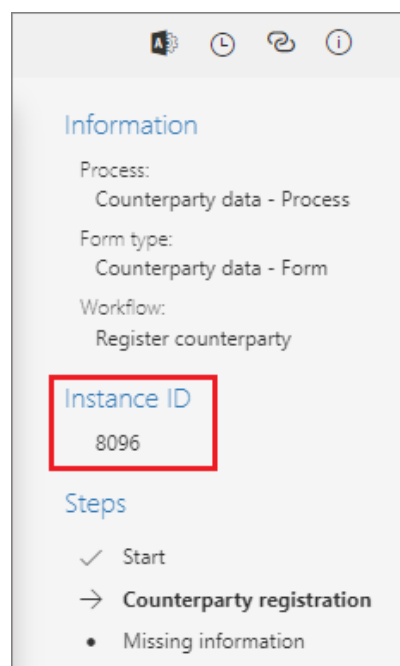 Information
Process:
Counterparty data - Process
Form type:
Counterparty data - Form
Workflow:
Register counterparty
Instance ID
8096
Steps
Start
Counterparty registration
Missing information